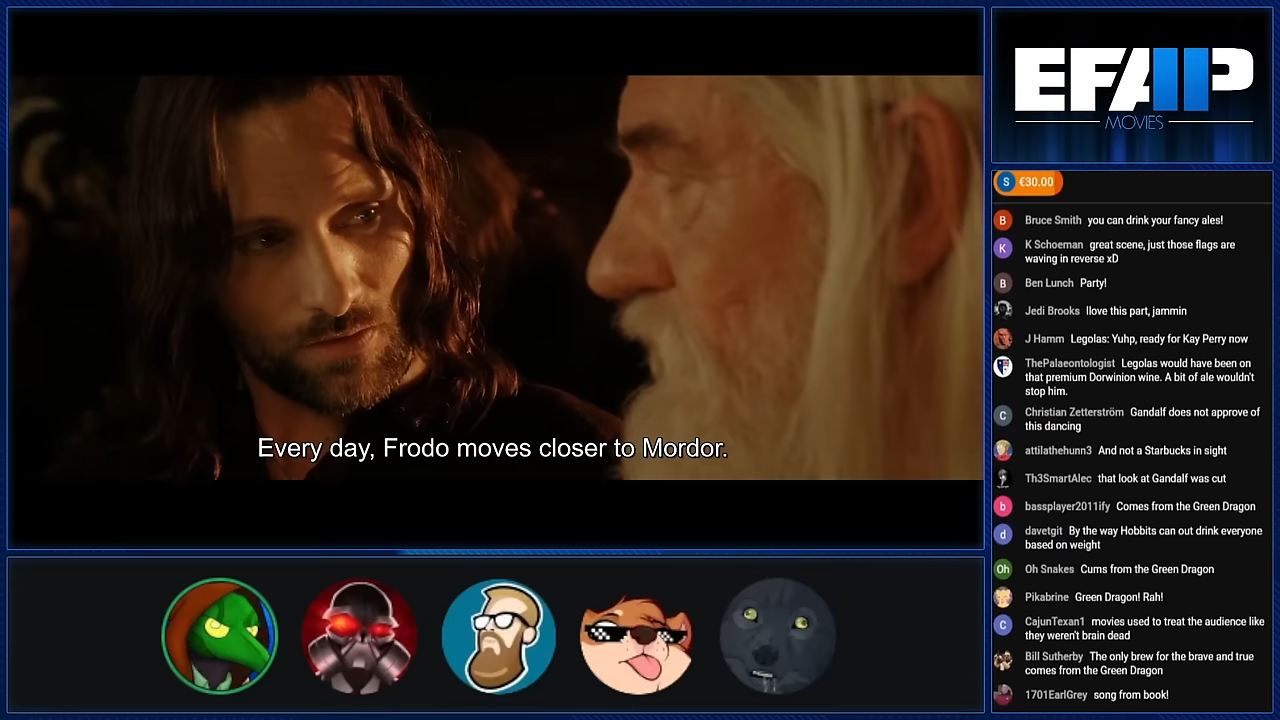 Every day, Frodo moves closer to Mordor.
EFAP
MOVIES
S €30.00
B Bruce Smith you can drink your fancy ales!
K K Schoeman great scene, just those flags are
waving in reverse xD
B Ben Lunch Party!
Jedi Brooks Ilove this part, jammin
J Hamm Legolas: Yuhp, ready for Kay Perry now
ThePalaeontologist Legolas would have been on
that premium Dorwinion wine. A bit of ale wouldn't
stop him.
C Christian Zetterström Gandalf does not approve of
this dancing
attilathehunn3 And not a Starbucks in sight
Th3SmartAlec that look at Gandalf was cut
b bassplayer2011ify Comes from the Green Dragon
d davetgit By the way Hobbits can out drink everyone
based on weight
Oh Oh Snakes Cums from the Green Dragon
Pikabrine Green Dragon! Rah!
C CajunTexan1 movies used to treat the audience like
they weren't brain dead
Bill Sutherby The only brew for the brave and true
comes from the Green Dragon
1701EarlGrey song from book!